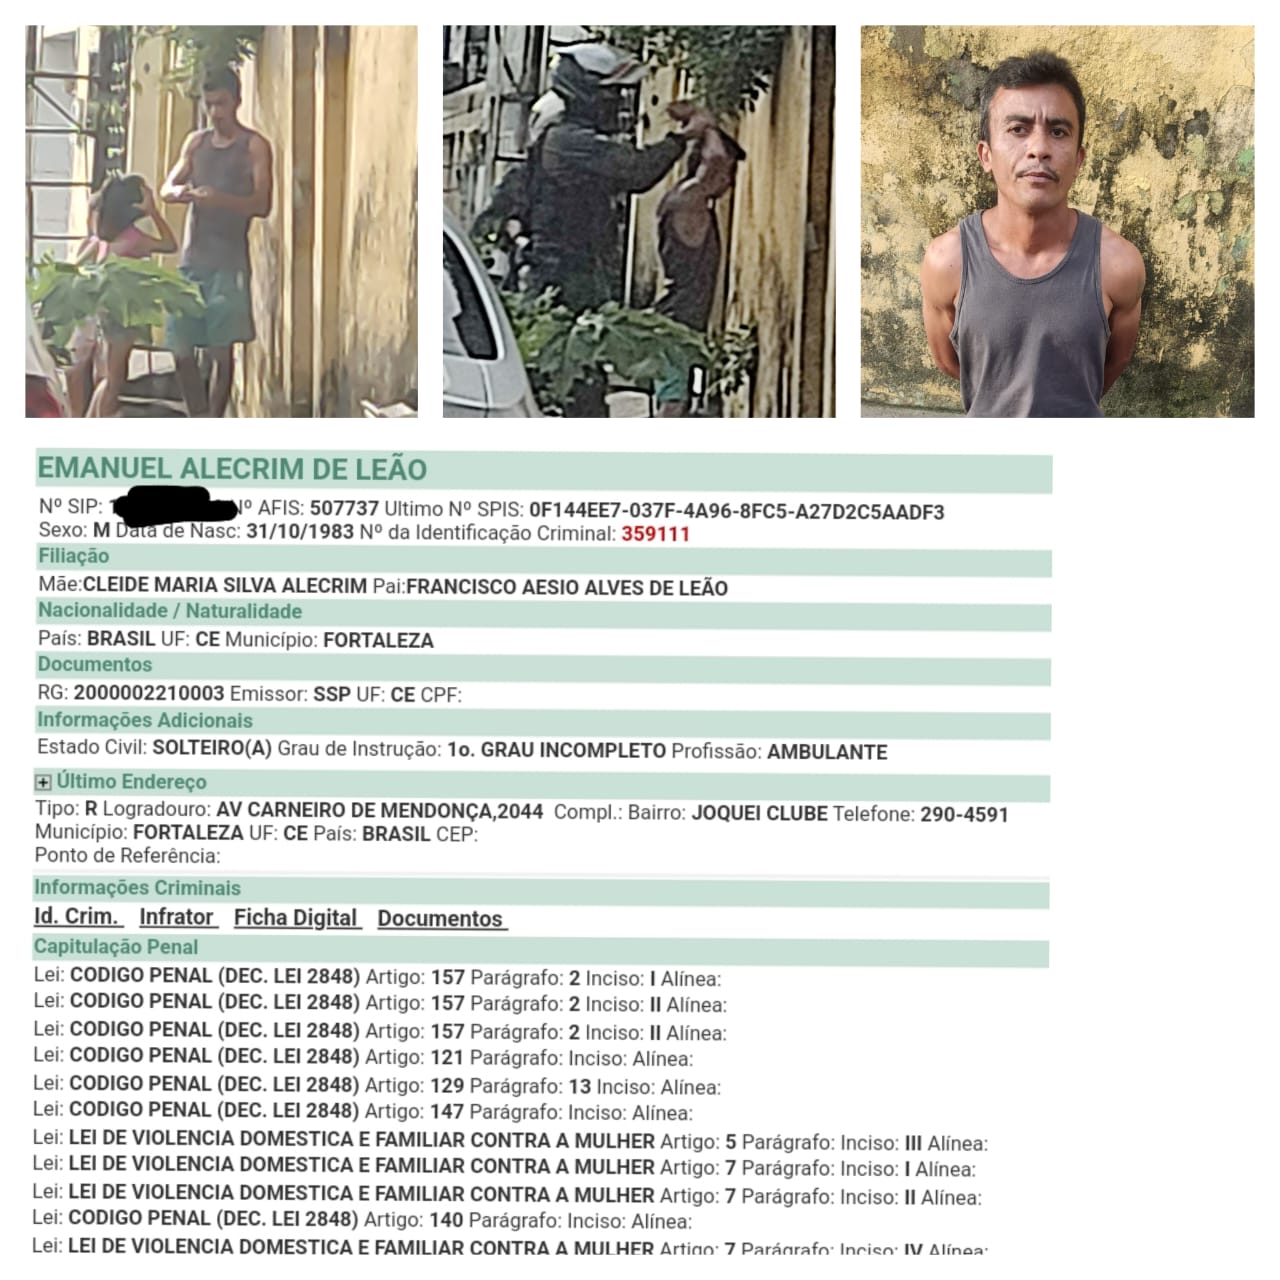 EMANUEL ALECRIM DE LEÃO
Nº SIP: Nº AFIS: 507737 Ultimo Nº SPIS: 0F144EE7-037F-4A96-8FC5-A27D2C5AADF3
Sexo: M Data de Nasc: 31/10/1983 Nº da Identificação Criminal: 359111
Filiação
Mãe:CLEIDE MARIA SILVA ALECRIM Pai:FRANCISCO AESIO ALVES DE LEÃO
Nacionalidade / Naturalidade
País: BRASIL UF: CE Município: FORTALEZA
Documentos
RG: 2000002210003 Emissor: SSP UF: CE CPF:
Informações Adicionais
Estado Civil: SOLTEIRO(A) Grau de Instrução: 1o. GRAU INCOMPLETO Profissão: AMBULANTE
Último Endereço
Tipo: R Logradouro: AV CARNEIRO DE MENDONÇA,2044 Compl.: Bairro: JOQUEI CLUBE Telefone: 290-4591
Município: FORTALEZA UF: CE País: BRASIL CEP:
Ponto de Referência:
Informações Criminais
Id. Crim. Infrator Ficha Digital Documentos
Capitulação Penal
Lei: CODIGO PENAL (DEC. LEI 2848) Artigo: 157 Parágrafo: 2 Inciso: I Alínea:
Lei: CODIGO PENAL (DEC. LEI 2848) Artigo: 157 Parágrafo: 2 Inciso: II Alínea:
Lei: CODIGO PENAL (DEC. LEI 2848) Artigo: 157 Parágrafo: 2 Inciso: II Alínea:
Lei: CODIGO PENAL (DEC. LEI 2848) Artigo: 121 Parágrafo: Inciso: Alínea:
Lei: CODIGO PENAL (DEC. LEI 2848) Artigo: 129 Parágrafo: 13 Inciso: Alínea:
Lei: CODIGO PENAL (DEC. LEI 2848) Artigo: 147 Parágrafo: Inciso: Alínea:
Lei: LEI DE VIOLENCIA DOMESTICA E FAMILIAR CONTRA A MULHER Artigo: 5 Parágrafo: Inciso: III Alínea:
Lei: LEI DE VIOLENCIA DOMESTICA E FAMILIAR CONTRA A MULHER Artigo: 7 Parágrafo: Inciso: I Alínea:
Lei: LEI DE VIOLENCIA DOMESTICA E FAMILIAR CONTRA A MULHER Artigo: 7 Parágrafo: Inciso: II Alínea:
Lei: CODIGO PENAL (DEC. LEI 2848) Artigo: 140 Parágrafo: Inciso: Alínea:
Lei: LEI DE VIOLENCIA DOMESTICA E FAMILIAR CONTRA A MULHER Artigo: 7 Parágrafo: Inciso: IV Alínea: